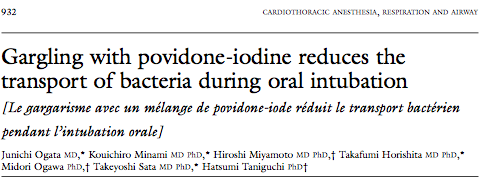 932
CARDIOTHORACIC ANESTHESIA, RESPIRATION AND AIRWAY
Gargling with povidone-iodine reduces the
transport of bacteria during oral intubation
[Le gargarisme avec un mélange de povidone-iode réduit le transport bactérien
pendant l'intubation orale]
Junichi Ogata MD,* Kouichiro Minami MD PhD,* Hiroshi Miyamoto MD PhD,† Takafumi Horishita MD PhD,*
Midori Ogawa PhD,† Takeyoshi Sata MD PhD,* Hatsumi Taniguchi PhD†